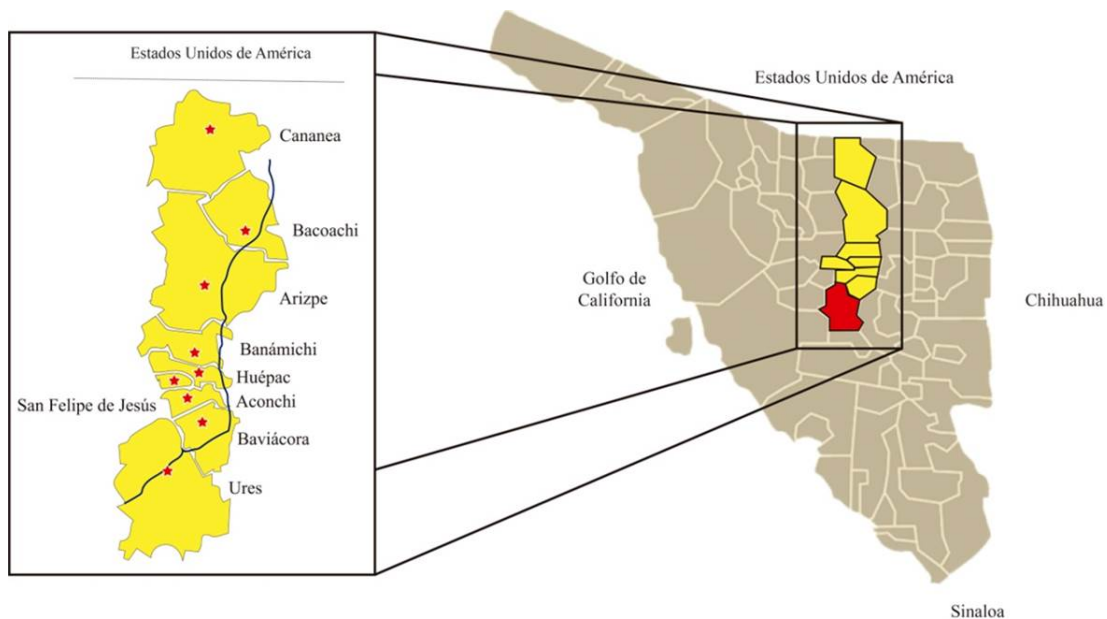 Estados Unidos de América
Cananea
Bacoachi
Arizpe
Banámichi
Huépac
San Felipe de Jesús
Aconchi
Baviácora
Ures
Estados Unidos de América
Golfo de
California
Chihuahua
Sinaloa